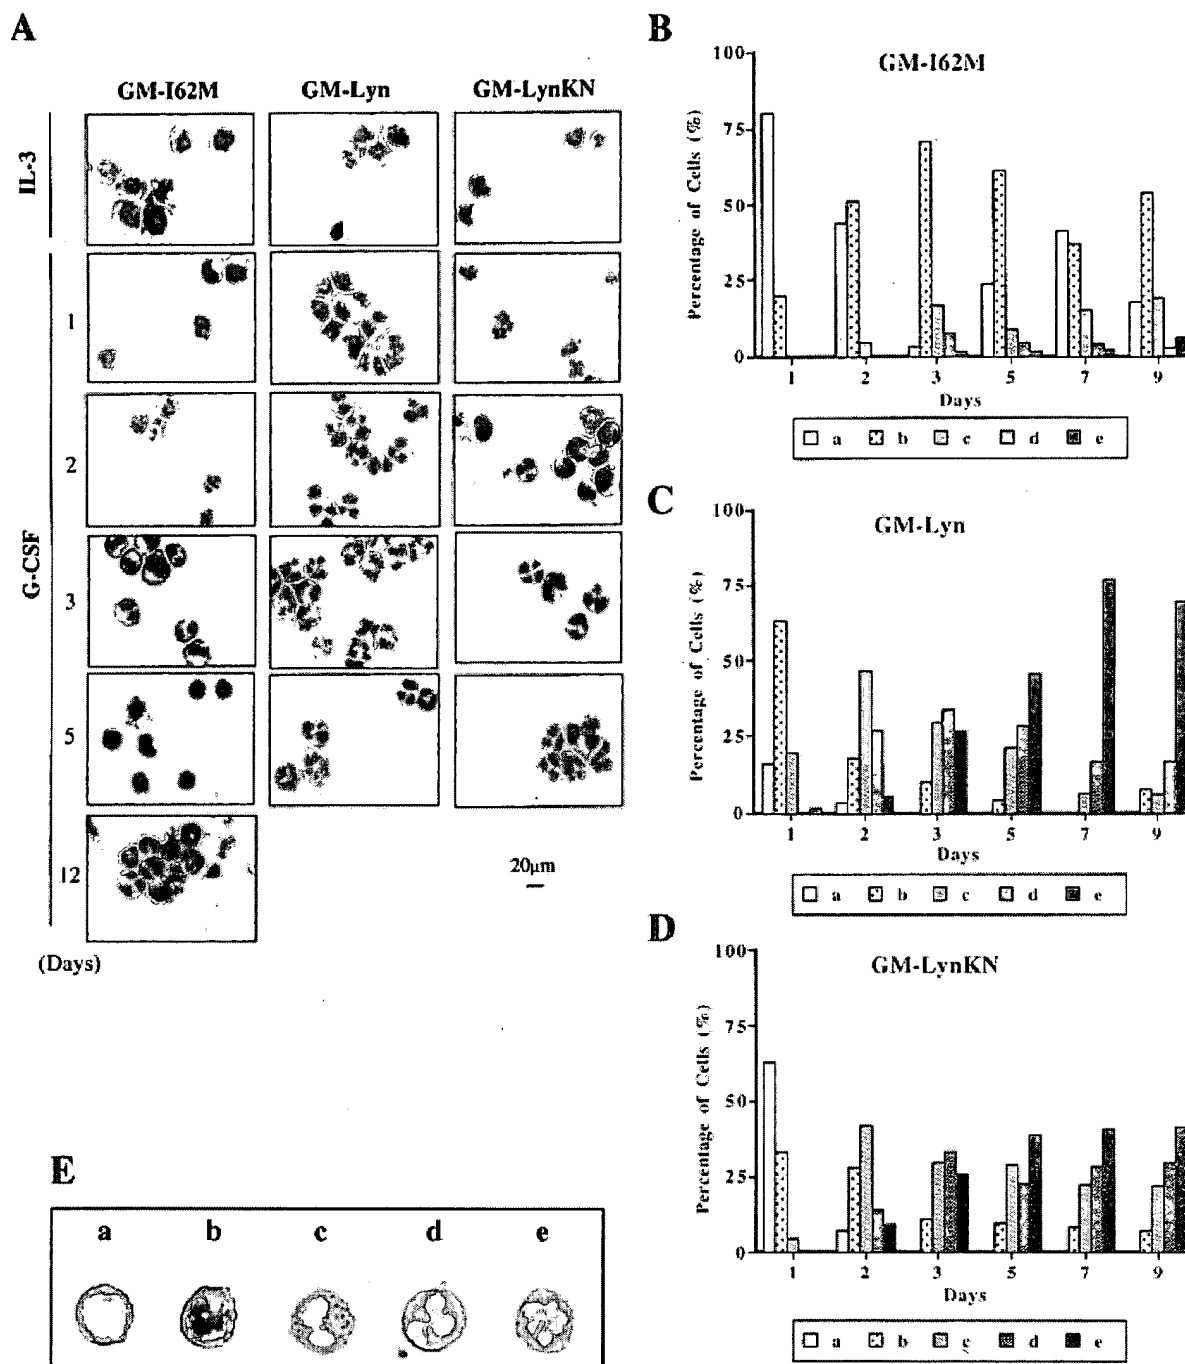 A
GM-I62M GM-Lyn GM-LynKN
IL-3
G-CSF
1
2
3
5
12
(Days)
20μm
B
GM-I62M
Percentage of Cells (%)
100
75
50
25
0
1 2 3 5 7 9
Days
a b c d e
C
GM-Lyn
Percentage of Cells (%)
100
75
50
25
0
1 2 3 5 7 9
Days
a b c d e
D
GM-LynKN
Percentage of Cells (%)
100
75
50
25
0
1 2 3 5 7 9
Days
a b c d e
E
a b c d e